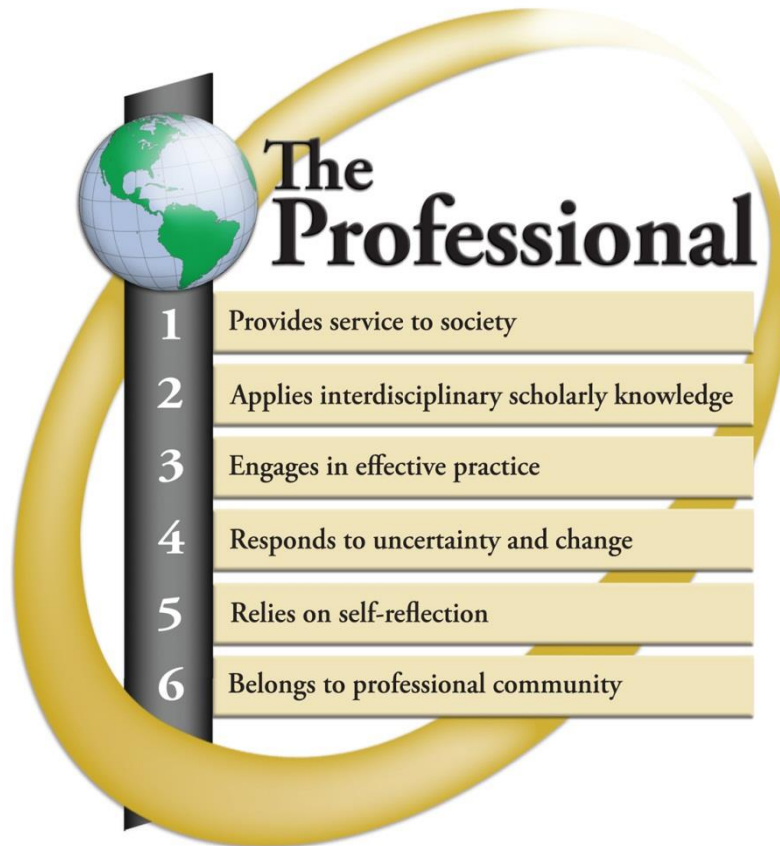 The
Professional
1 Provides service to society
2 Applies interdisciplinary scholarly knowledge
3 Engages in effective practice
4 Responds to uncertainty and change
5 Relies on self-reflection
6 Belongs to professional community